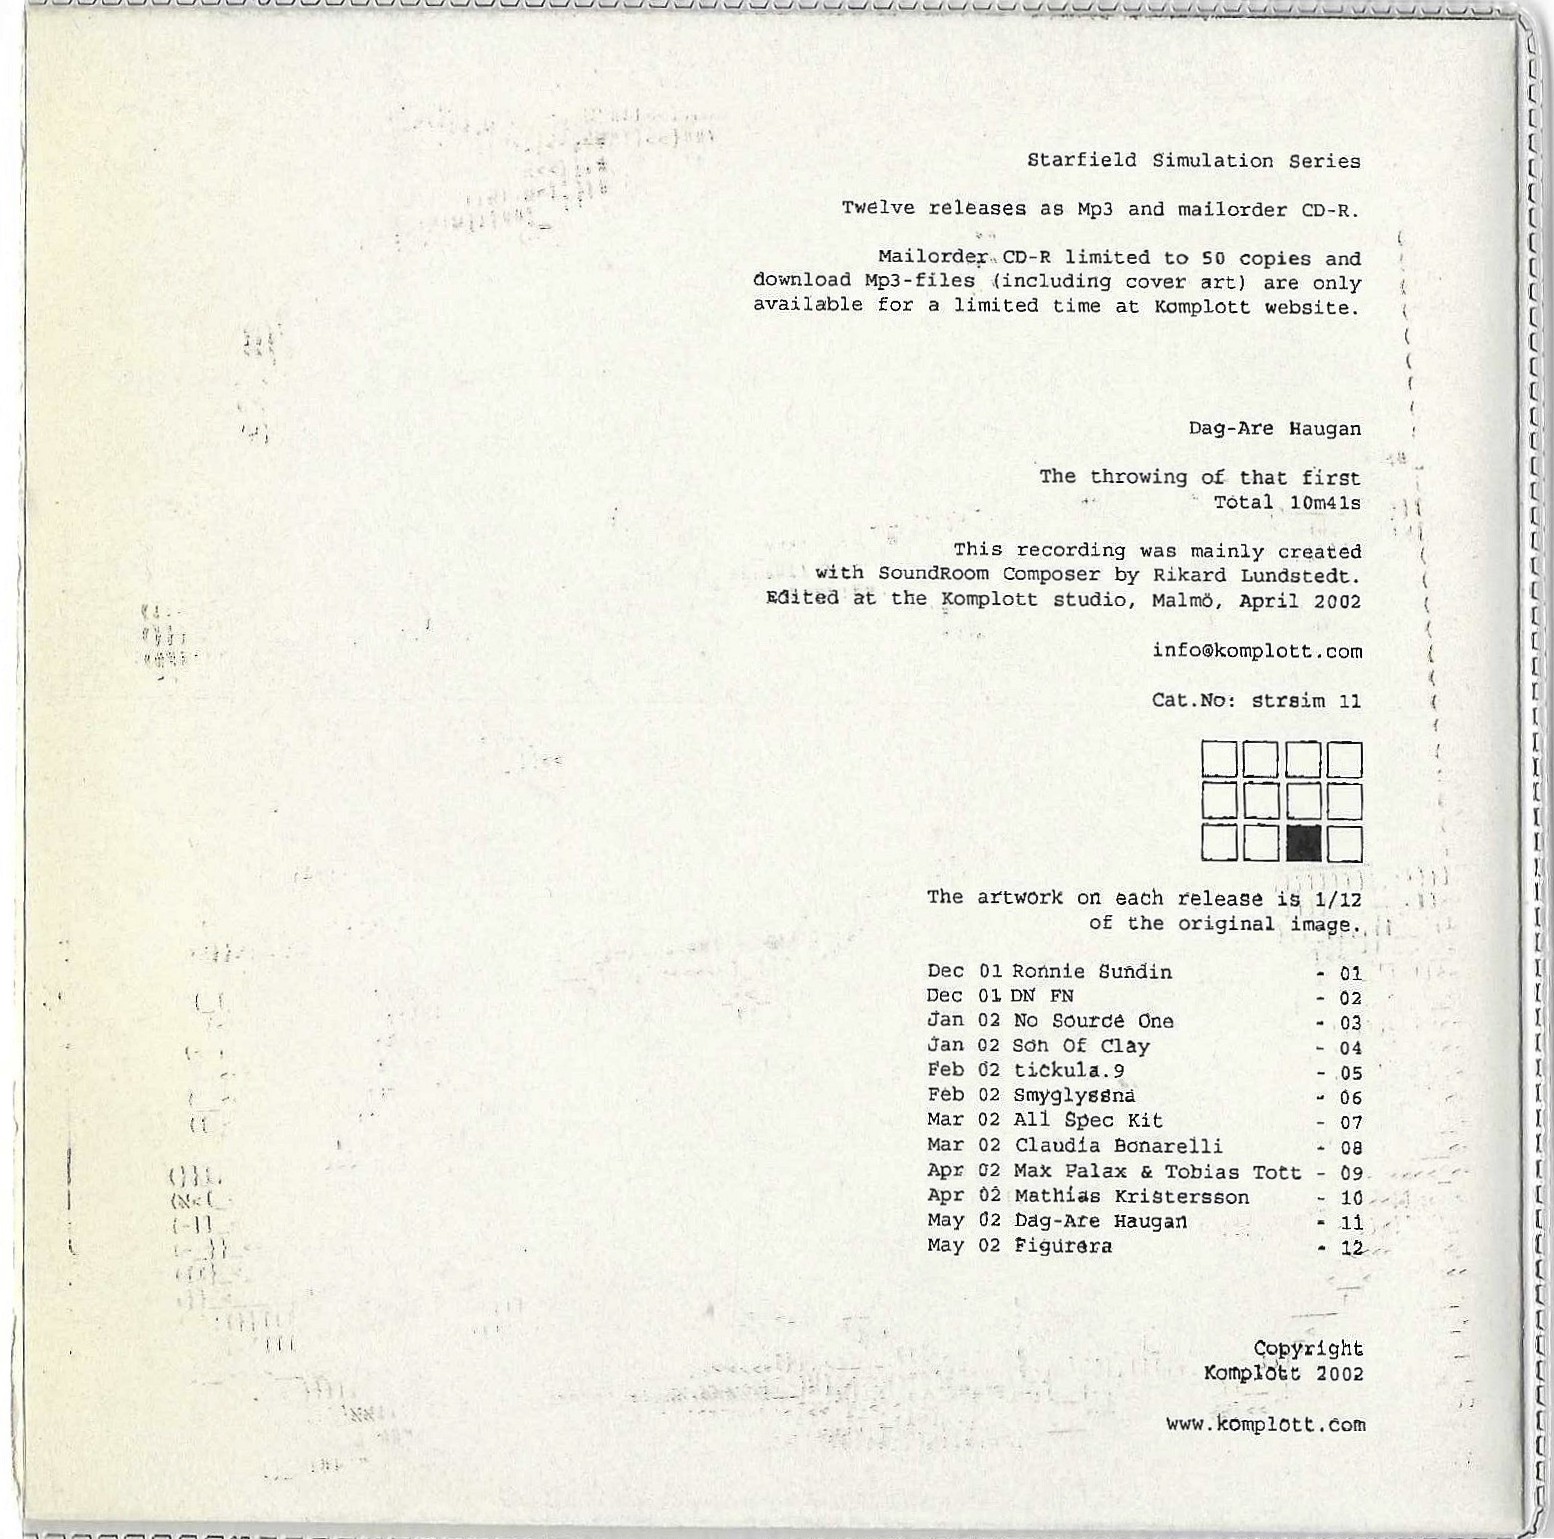 Starfield Simulation Series
Twelve releases as Mp3 and mailorder CD-R.
Mailorder CD-R limited to 50 copies and
download Mp3-files (including cover art) are only
available for a limited time at Komplott website.
Dag-Are Haugan
The throwing of that first
Total 10m41s
This recording was mainly created
with SoundRoom Composer by Rikard Lundstedt.
Edited at the Komplott studio, Malmö, April 2002
info@komplott.com
Cat.No: strsim 11
The artwork on each release is 1/12
of the original image.
Dec 01 Ronnie Sundin - 01
Dec 01 DN FN - 02
Jan 02 No Source One - 03
Jan 02 Son Of Clay - 04
Feb 02 tickula.9 - 05
Feb 02 Smyglyssna - 06
Mar 02 All Spec Kit - 07
Mar 02 Claudia Bonarelli - 08
Apr 02 Max Palax & Tobias Tott - 09
Apr 02 Mathias Kristersson - 10
May 02 Dag-Are Haugan - 11
May 02 Figurera - 12
Copyright
Komplott 2002
www.komplott.com